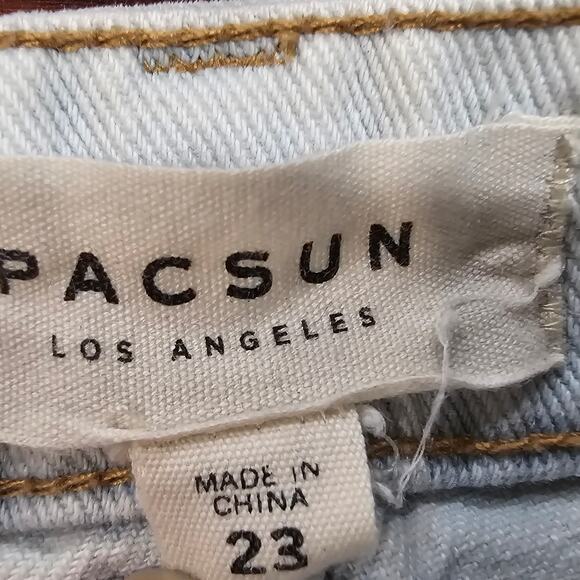 PACSUN
LOS ANGELES
MADE IN
CHINA
23